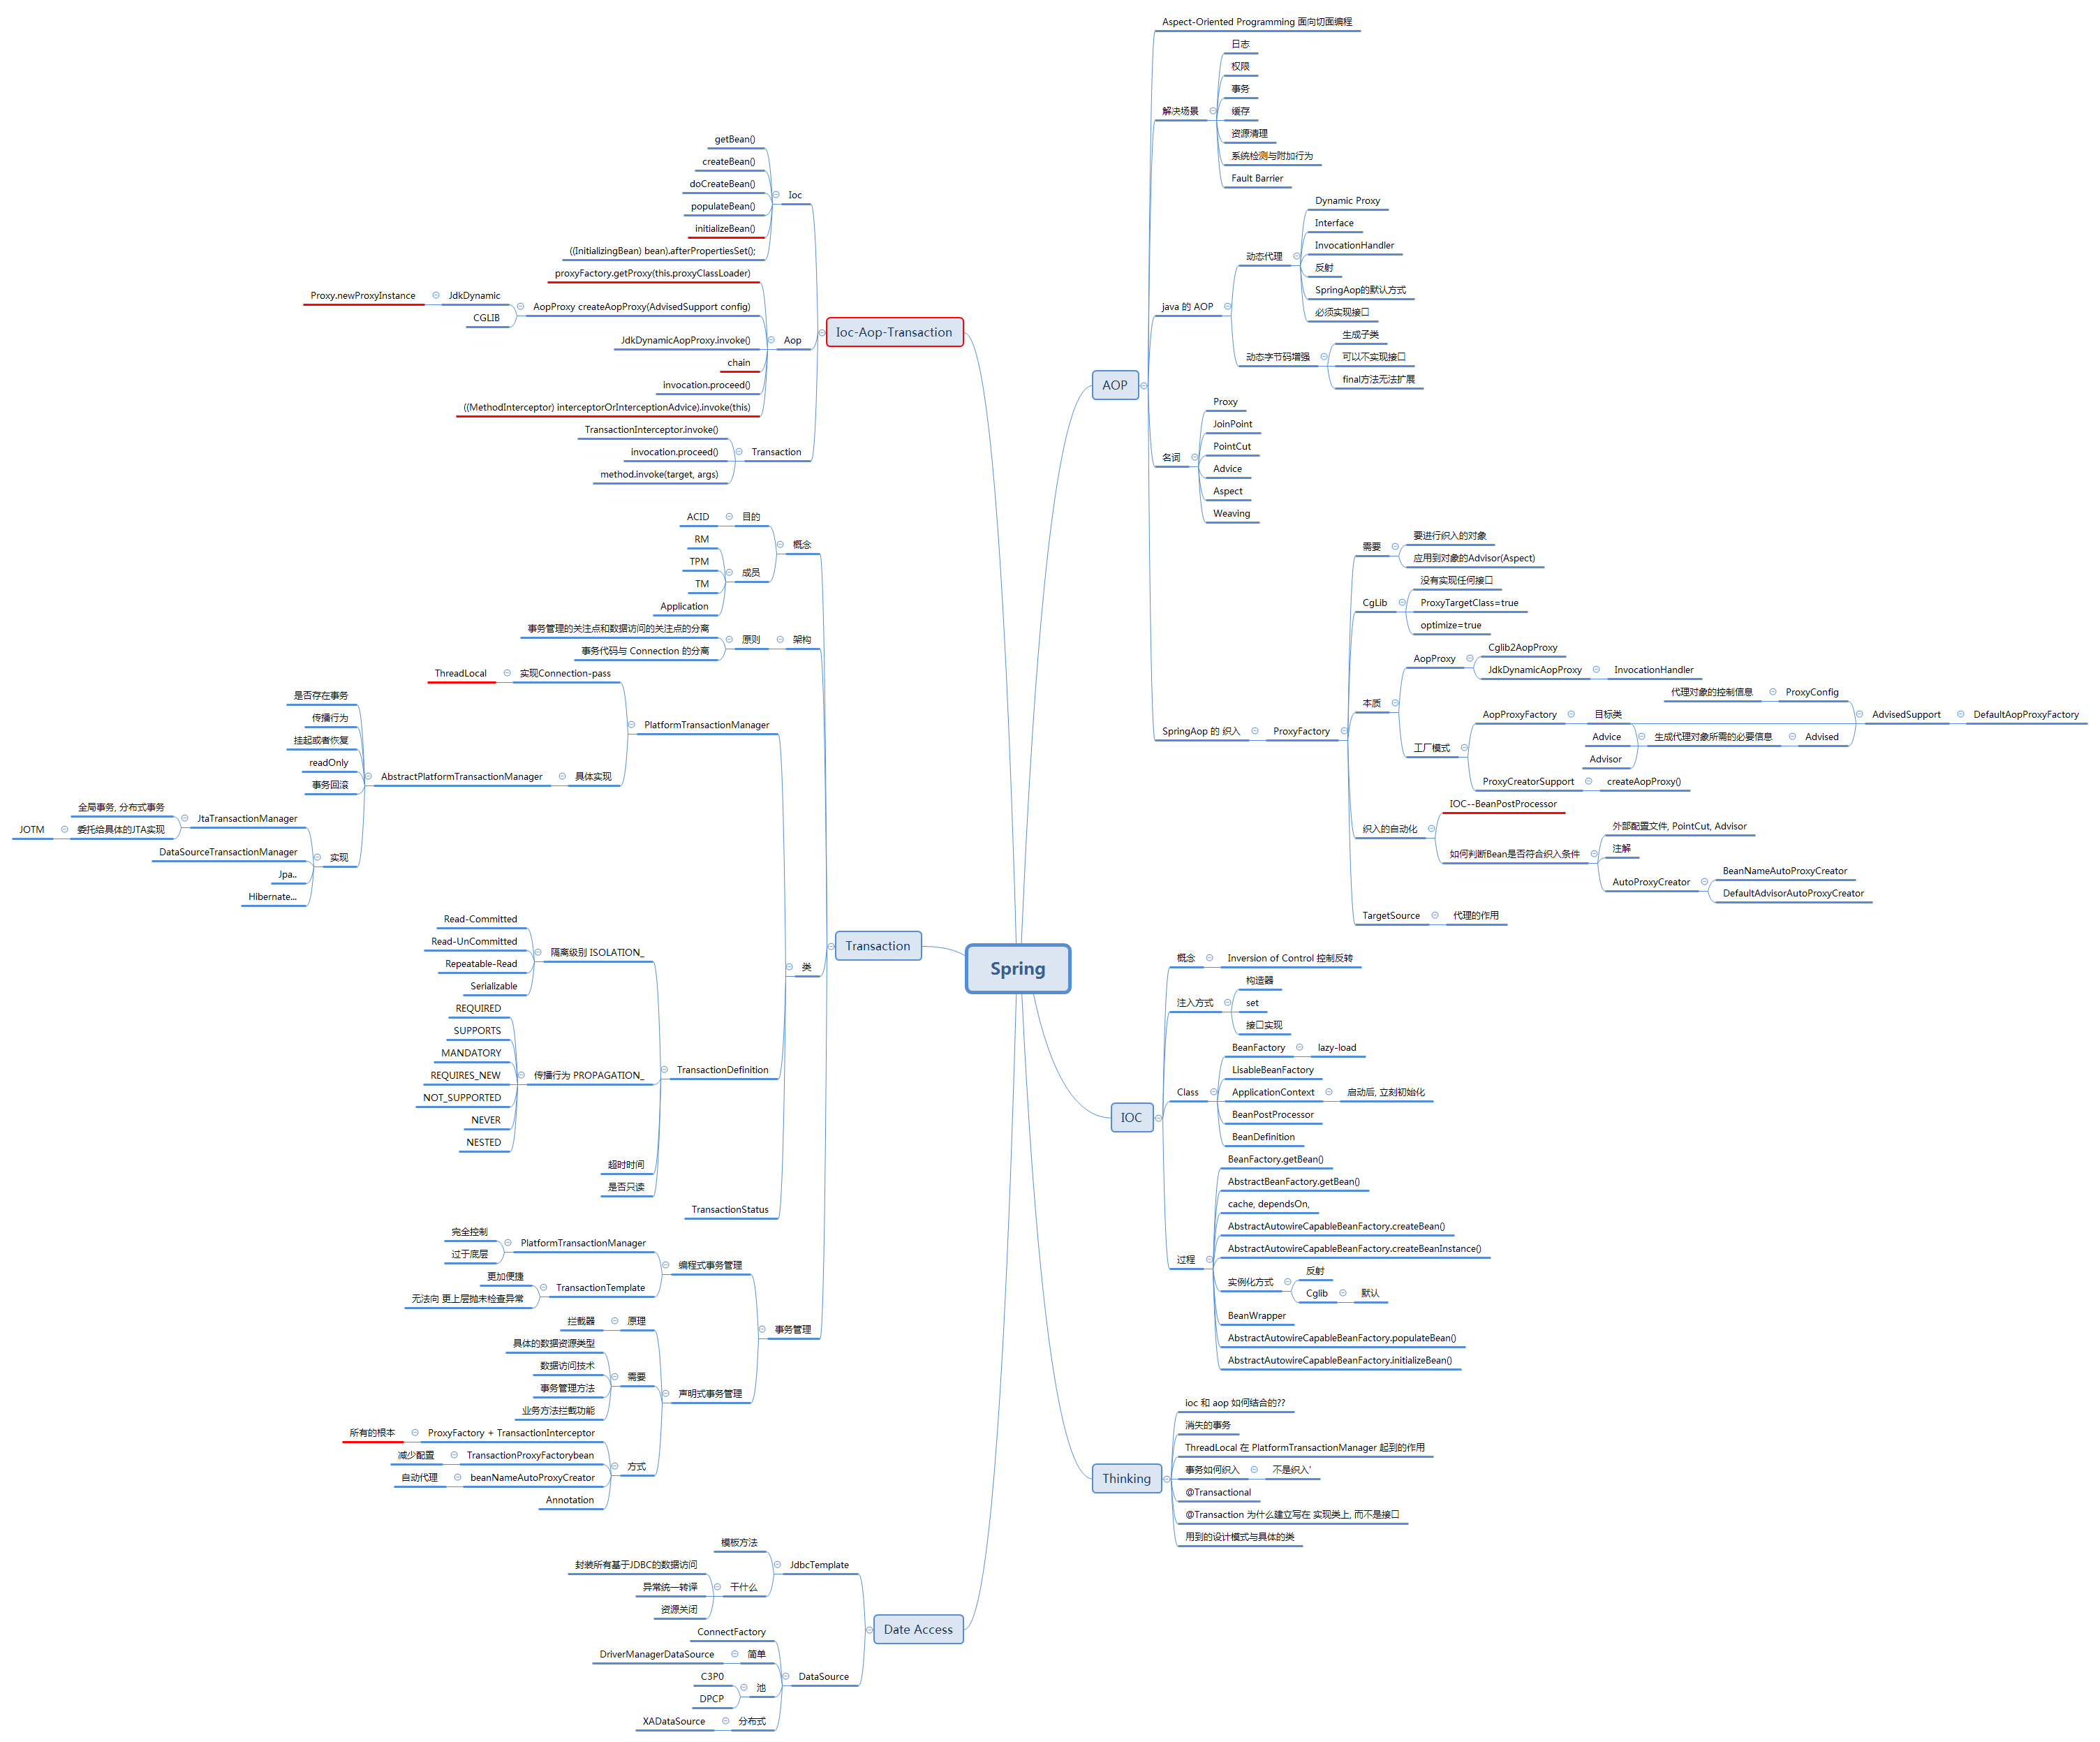 Spring
AOP
Aspect-Oriented Programming 面向切面编程
解决场景
日志
权限
事务
缓存
资源清理
系统检测与附加行为
Fault Barrier
java 的 AOP
动态代理
Dynamic Proxy
Interface
InvocationHandler
反射
SpringAop的默认方式
必须实现接口
动态字节码增强
生成子类
可以不实现接口
final方法无法扩展
名词
Proxy
JoinPoint
PointCut
Advice
Aspect
Weaving
SpringAop 的 织入
ProxyFactory
需要
要进行织入的对象
应用到对象的Advisor(Aspect)
CgLib
没有实现任何接口
ProxyTargetClass=true
optimize=true
本质
AopProxy
Cglib2AopProxy
JdkDynamicAopProxy
InvocationHandler
工厂模式
AopProxyFactory
目标类
Advice
Advisor
生成代理对象所需的必要信息
Advised
代理对象的控制信息
ProxyConfig
AdvisedSupport
DefaultAopProxyFactory
ProxyCreatorSupport
createAopProxy()
织入的自动化
IOC--BeanPostProcessor
如何判断Bean是否符合织入条件
外部配置文件, PointCut, Advisor
注解
AutoProxyCreator
BeanNameAutoProxyCreator
DefaultAdvisorAutoProxyCreator
TargetSource
代理的作用
IOC
概念
Inversion of Control 控制反转
注入方式
构造器
set
接口实现
Class
BeanFactory
lazy-load
LisableBeanFactory
ApplicationContext
启动后, 立刻初始化
BeanPostProcessor
BeanDefinition
过程
BeanFactory.getBean()
AbstractBeanFactory.getBean()
cache, dependsOn,
AbstractAutowireCapableBeanFactory.createBean()
AbstractAutowireCapableBeanFactory.createBeanInstance()
实例化方式
反射
Cglib
默认
BeanWrapper
AbstractAutowireCapableBeanFactory.populateBean()
AbstractAutowireCapableBeanFactory.initializeBean()
Thinking
ioc 和 aop 如何结合的??
消失的事务
ThreadLocal 在 PlatformTransactionManager 起到的作用
事务如何织入
不是织入'
@Transactional
@Transaction 为什么建立写在 实现类上, 而不是接口
用到的设计模式与具体的类
Ioc-Aop-Transaction
Ioc
getBean()
createBean()
doCreateBean()
populateBean()
initializeBean()
((InitializingBean) bean).afterPropertiesSet();
Aop
proxyFactory.getProxy(this.proxyClassLoader)
AopProxy createAopProxy(AdvisedSupport config)
JdkDynamic
Proxy.newProxyInstance
CGLIB
JdkDynamicAopProxy.invoke()
chain
invocation.proceed()
((MethodInterceptor) interceptorOrInterceptionAdvice).invoke(this)
Transaction
TransactionInterceptor.invoke()
invocation.proceed()
method.invoke(target, args)
Transaction
概念
目的
ACID
成员
RM
TPM
TM
Application
架构
原则
事务管理的关注点和数据访问的关注点的分离
事务代码与 Connection 的分离
类
PlatformTransactionManager
实现Connection-pass
ThreadLocal
具体实现
AbstractPlatformTransactionManager
是否存在事务
传播行为
挂起或者恢复
readOnly
事务回滚
实现
JtaTransactionManager
全局事务, 分布式事务
委托给具体的JTA实现
JOTM
DataSourceTransactionManager
Jpa..
Hibernate...
TransactionDefinition
隔离级别 ISOLATION_
Read-Committed
Read-UnCommitted
Repeatable-Read
Serializable
传播行为 PROPAGATION_
REQUIRED
SUPPORTS
MANDATORY
REQUIRES_NEW
NOT_SUPPORTED
NEVER
NESTED
超时时间
是否只读
TransactionStatus
事务管理
编程式事务管理
PlatformTransactionManager
完全控制
过于底层
TransactionTemplate
更加便捷
无法向 更上层抛未检查异常
声明式事务管理
原理
拦截器
需要
具体的数据资源类型
数据访问技术
事务管理方法
业务方法拦截功能
方式
ProxyFactory + TransactionInterceptor
所有的根本
TransactionProxyFactorybean
减少配置
beanNameAutoProxyCreator
自动代理
Annotation
Date Access
JdbcTemplate
模板方法
干什么
封装所有基于JDBC的数据访问
异常统一转译
资源关闭
DataSource
ConnectFactory
简单
DriverManagerDataSource
池
C3P0
DPCP
分布式
XADataSource